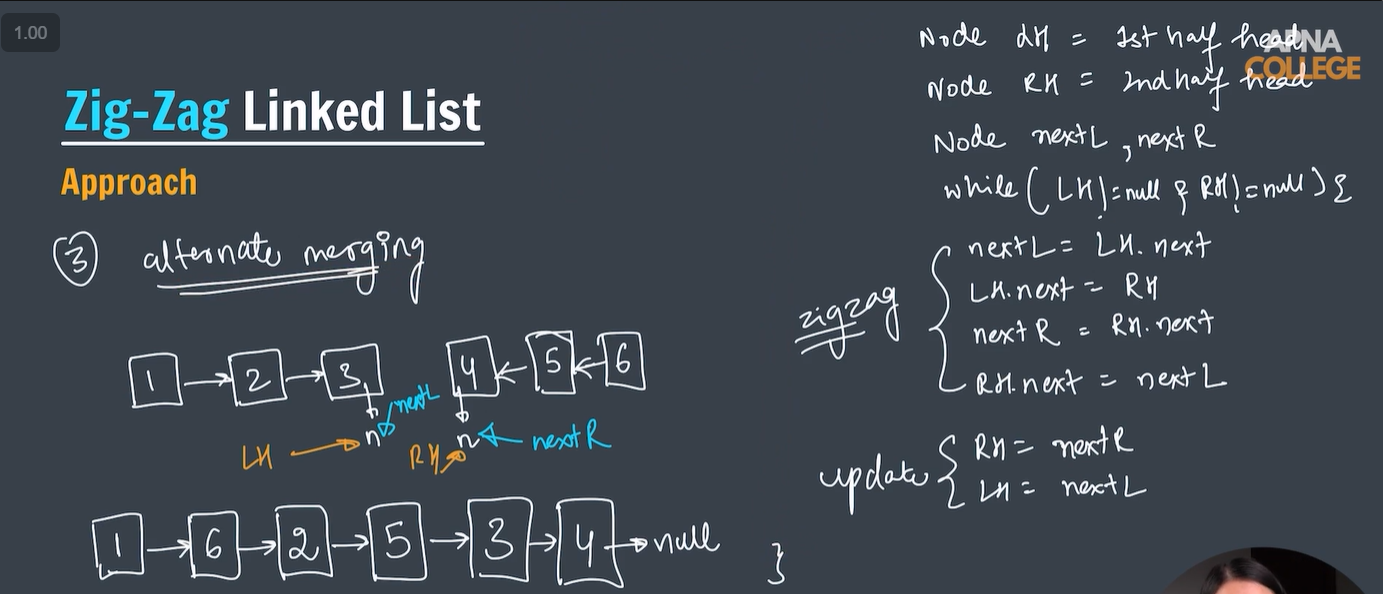 1.00
APNA
COLLEGE
Zig-Zag Linked List
Approach
③ alternate merging
1 → 2 → 3 4 ← 5 ← 6
nextL
LH → n
RH n ← nextR
1 → 6 → 2 → 5 → 3 → 4 → null
Node LH = 1st half head
Node RH = 2nd half head
Node nextL, nextR
while (LH != null & RH != null) {
zigzag
nextL = LH.next
LH.next = RH
nextR = RH.next
RH.next = nextL
update
RH = nextR
LH = nextL
}